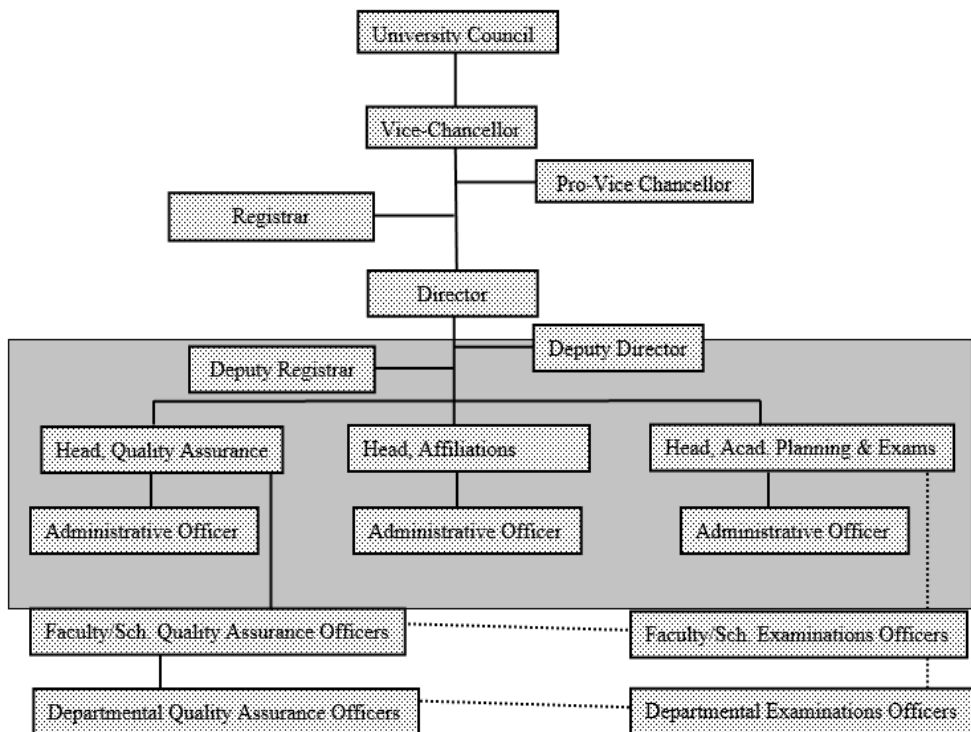 University Council
Vice-Chancellor
Pro-Vice Chancellor
Registrar
Director
Deputy Director
Deputy Registrar
Head, Quality Assurance
Head, Affiliations
Head, Acad. Planning & Exams
Administrative Officer
Administrative Officer
Administrative Officer
Faculty/Sch. Quality Assurance Officers
Faculty/Sch. Examinations Officers
Departmental Quality Assurance Officers
Departmental Examinations Officers